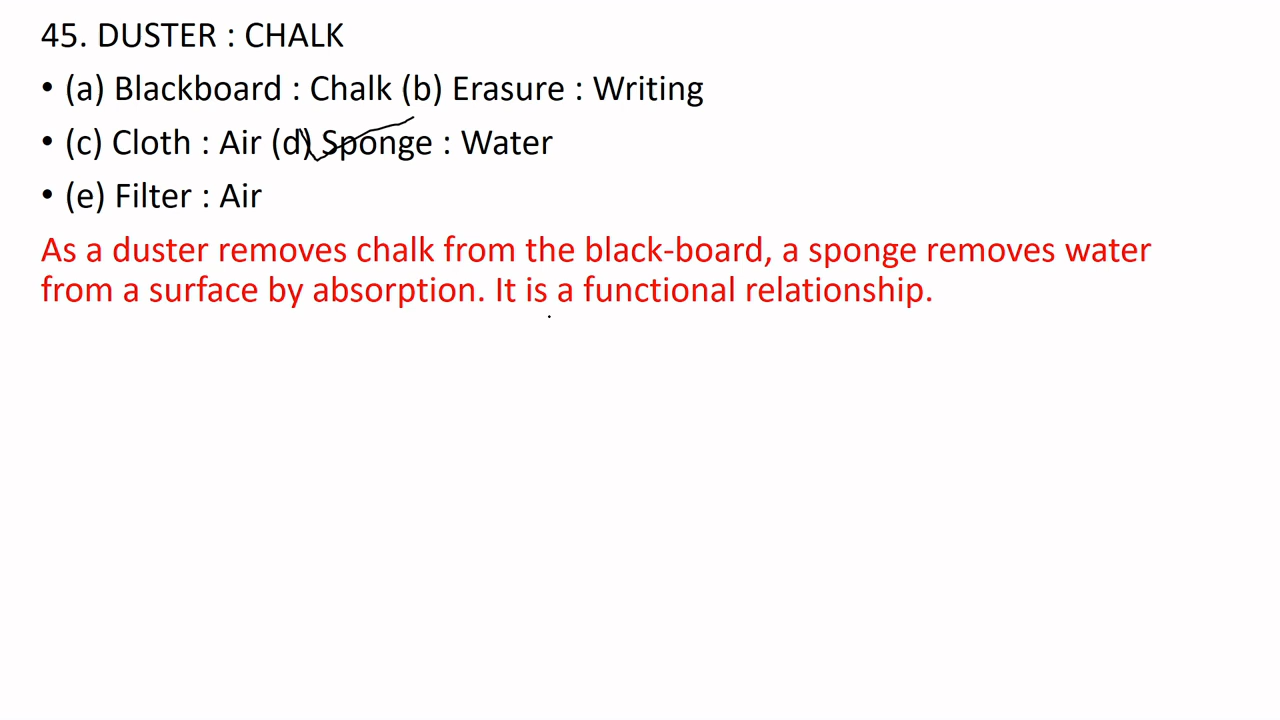 45. DUSTER : CHALK
• (a) Blackboard : Chalk (b) Erasure : Writing
• (c) Cloth : Air (d) Sponge : Water
• (e) Filter : Air
As a duster removes chalk from the black-board, a sponge removes water
from a surface by absorption. It is a functional relationship.